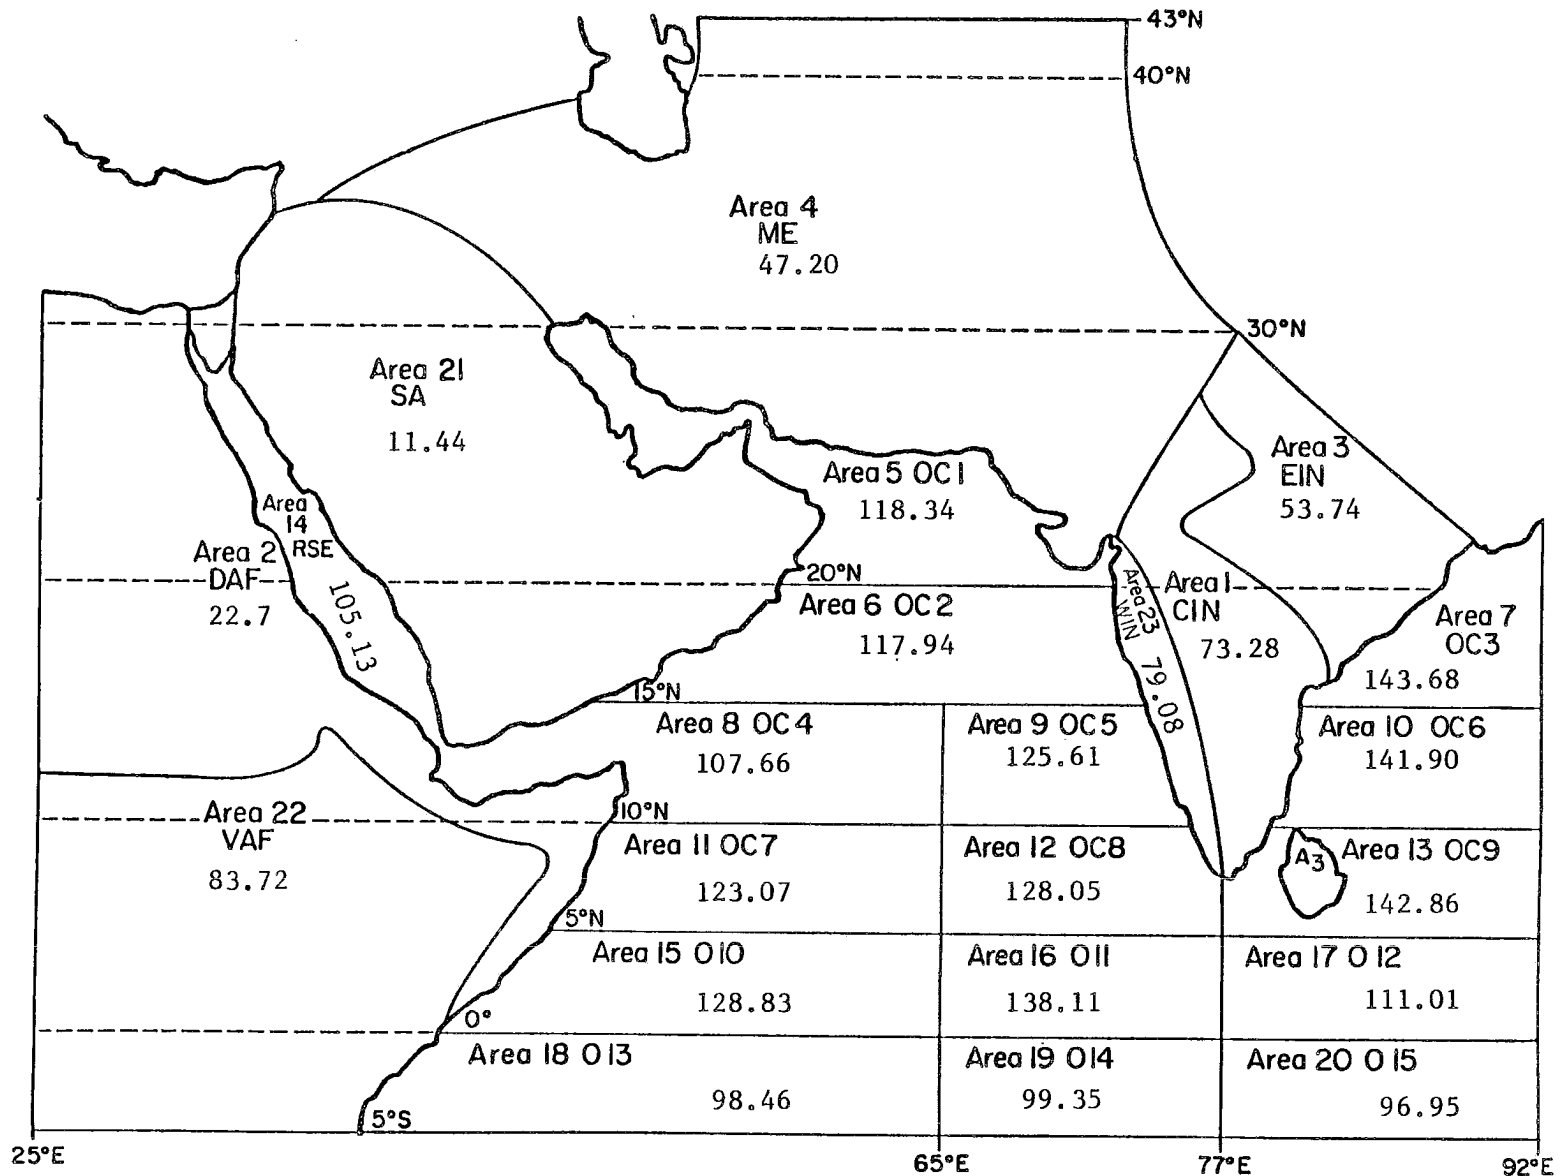 43°N
40°N
Area 4
ME
47.20
30°N
Area 21
SA
11.44
Area 3
EIN
53.74
Area 5 OC1
118.34
Area
14
RSE
105.13
Area 2
DAF
22.7
20°N
Area 6 OC2
117.94
Area 23
WIN
79.08
Area 1
CIN
73.28
Area 7
OC3
143.68
15°N
Area 8 OC4
107.66
Area 9 OC5
125.61
Area 10 OC6
141.90
Area 22
VAF
83.72
10°N
Area 11 OC7
123.07
Area 12 OC8
128.05
A3
Area 13 OC9
142.86
5°N
Area 15 O10
128.83
Area 16 O11
138.11
Area 17 O12
111.01
0°
Area 18 O13
98.46
Area 19 O14
99.35
Area 20 O15
96.95
5°S
25°E
65°E
77°E
92°E